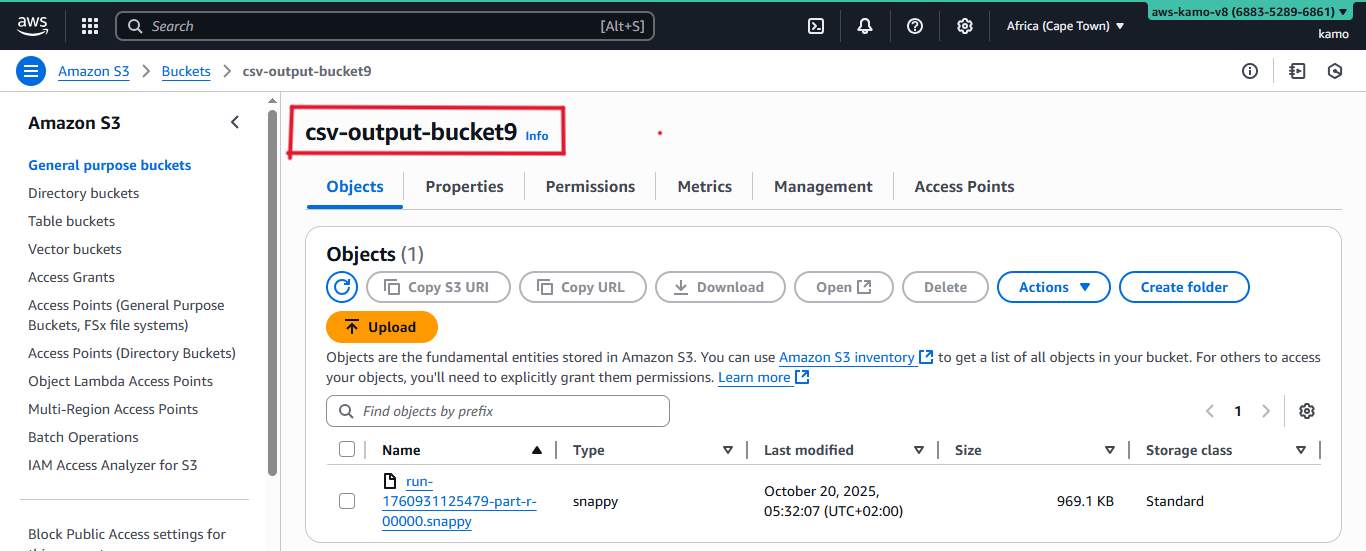 aws
Search
[Alt+S]
Africa (Cape Town) ▼
aws-kamo-v8 (6883-5289-6861) ▼
kamo
Amazon S3 > Buckets > csv-output-bucket9
Amazon S3
General purpose buckets
Directory buckets
Table buckets
Vector buckets
Access Grants
Access Points (General Purpose
Buckets, FSx file systems)
Access Points (Directory Buckets)
Object Lambda Access Points
Multi-Region Access Points
Batch Operations
IAM Access Analyzer for S3
Block Public Access settings for
csv-output-bucket9 Info
Objects
Properties
Permissions
Metrics
Management
Access Points
Objects (1)
Copy S3 URI
Copy URL
Download
Open
Delete
Actions ▼
Create folder
Upload
Objects are the fundamental entities stored in Amazon S3. You can use Amazon S3 inventory to get a list of all objects in your bucket. For others to access
your objects, you'll need to explicitly grant them permissions. Learn more
Find objects by prefix
1
Name
Type
Last modified
Size
Storage class
run-
1760931125479-part-r-
00000.snappy
snappy
October 20, 2025,
05:32:07 (UTC+02:00)
969.1 KB
Standard